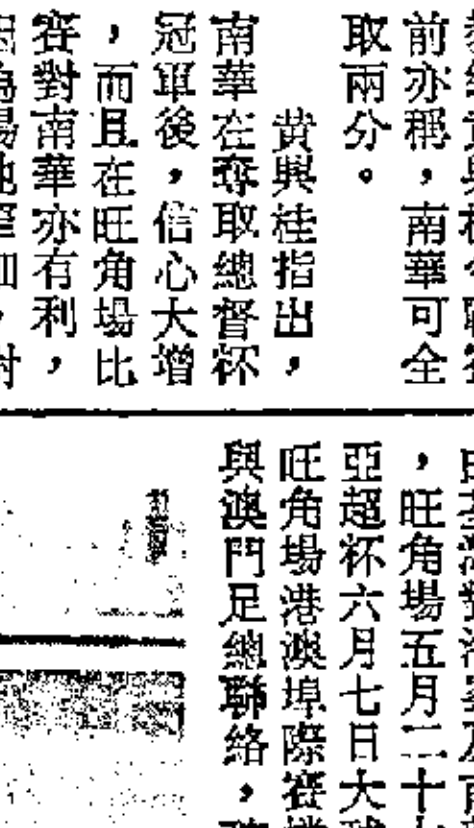 前亦稱，南華可全
取兩分。
黃興桂指出，
南華在奪取總督杯
冠軍後，信心大增
，而且在旺角場比
賽對南華亦有利，
，旺角場五月二十
亞超杯六月七日大
旺角場港澳埠際賽
與澳門足總聯絡，